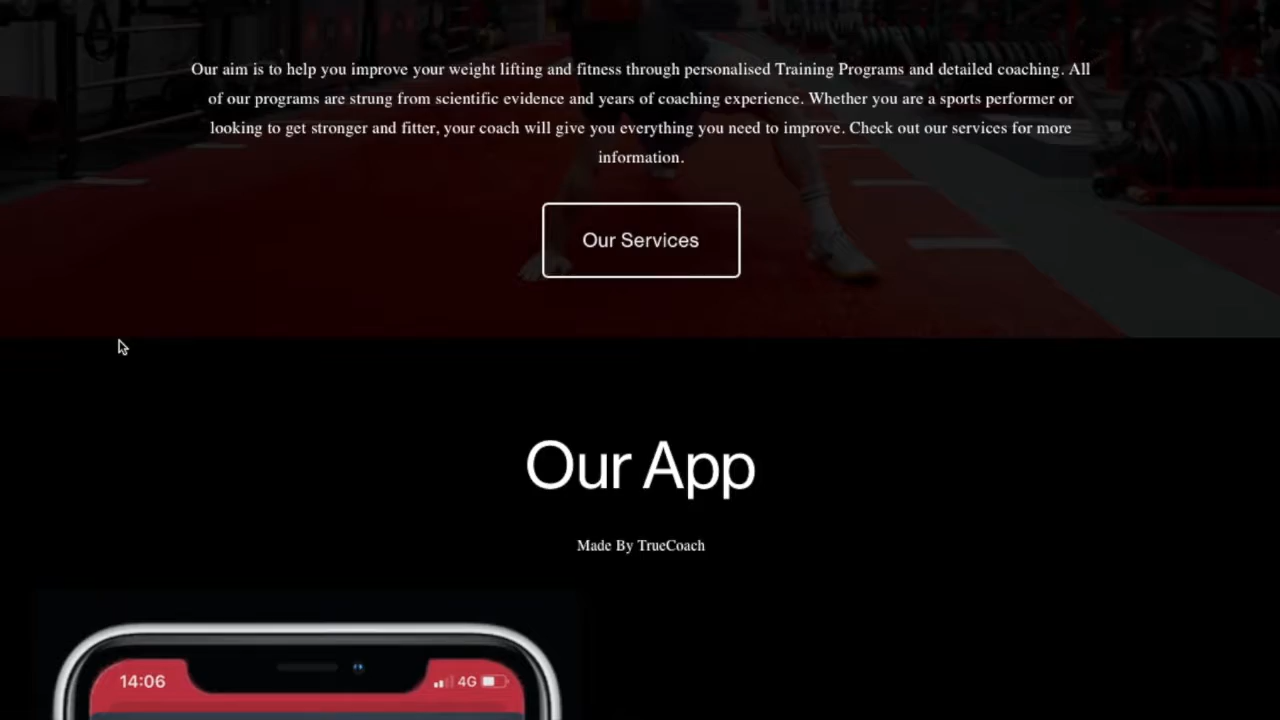 Our aim is to help you improve your weight lifting and fitness through personalised Training Programs and detailed coaching. All
of our programs are strung from scientific evidence and years of coaching experience. Whether you are a sports performer or
looking to get stronger and fitter, your coach will give you everything you need to improve. Check out our services for more
information.
Our Services
Our App
Made By TrueCoach
14:06 4G